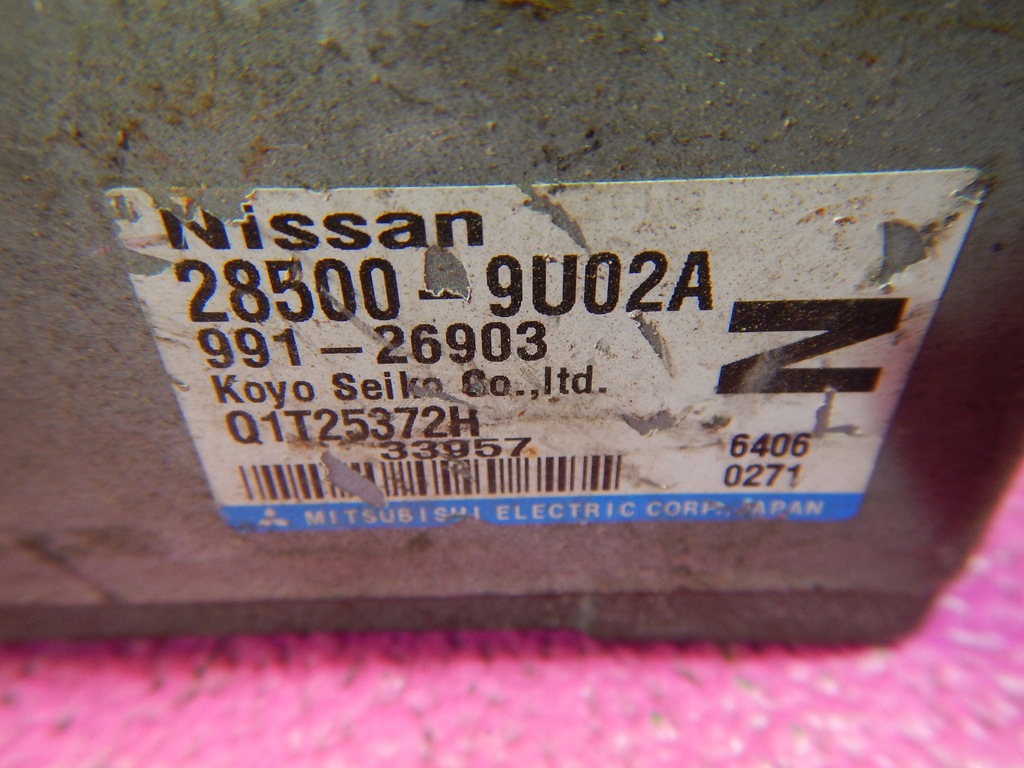 Nissan
28500-9U02A
991-26903
N
Koyo Seiko Co.,ltd.
Q1T25372H
33957
6406
0271
MITSUBISHI ELECTRIC CORP. JAPAN